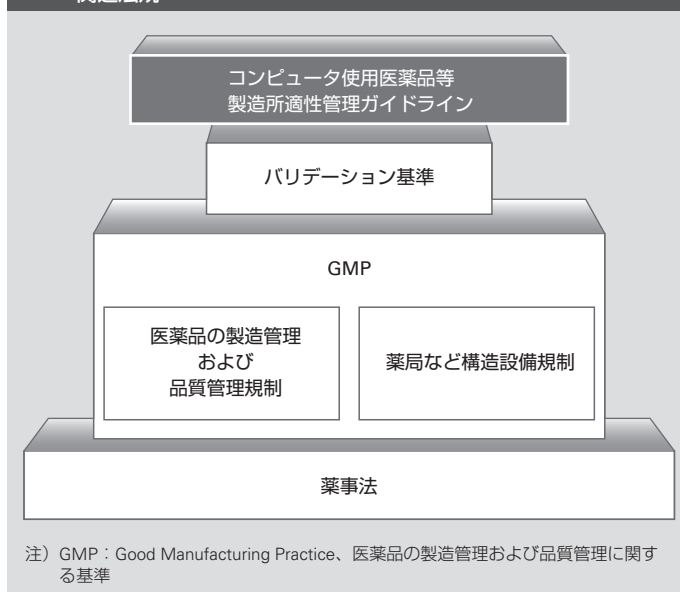 コンピュータ使用医薬品等
製造所適性管理ガイドライン
バリデーション基準
GMP
医薬品の製造管理
および
品質管理規制
薬局など構造設備規制
薬事法
注）GMP：Good Manufacturing Practice、医薬品の製造管理および品質管理に関す
る基準